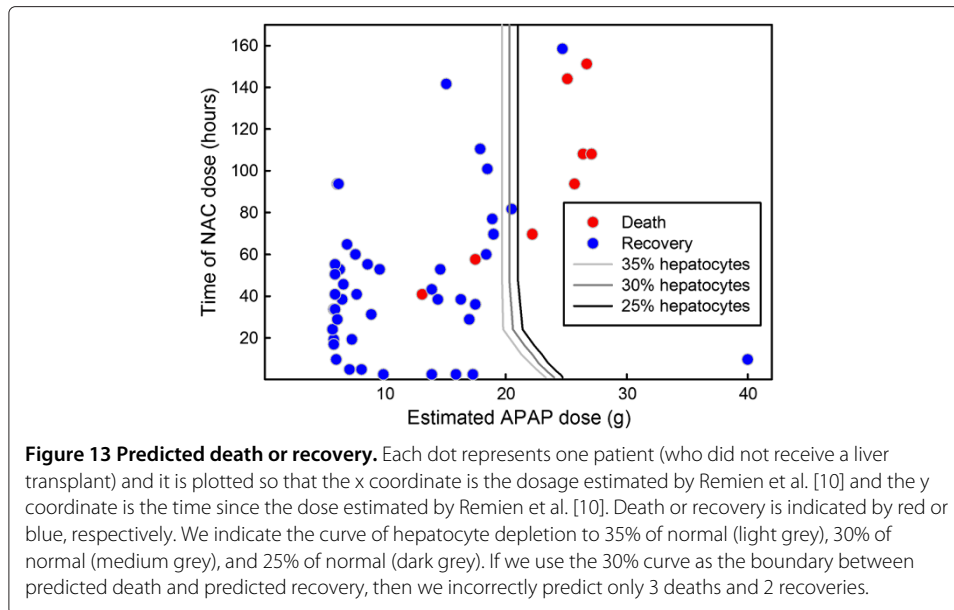 160
140
120
100
80
60
40
20
Time of NAC dose (hours)
Death
Recovery
35% hepatocytes
30% hepatocytes
25% hepatocytes
10 20 30 40
Estimated APAP dose (g)
Figure 13 Predicted death or recovery. Each dot represents one patient (who did not receive a liver
transplant) and it is plotted so that the x coordinate is the dosage estimated by Remien et al. [10] and the y
coordinate is the time since the dose estimated by Remien et al. [10]. Death or recovery is indicated by red or
blue, respectively. We indicate the curve of hepatocyte depletion to 35% of normal (light grey), 30% of
normal (medium grey), and 25% of normal (dark grey). If we use the 30% curve as the boundary between
predicted death and predicted recovery, then we incorrectly predict only 3 deaths and 2 recoveries.